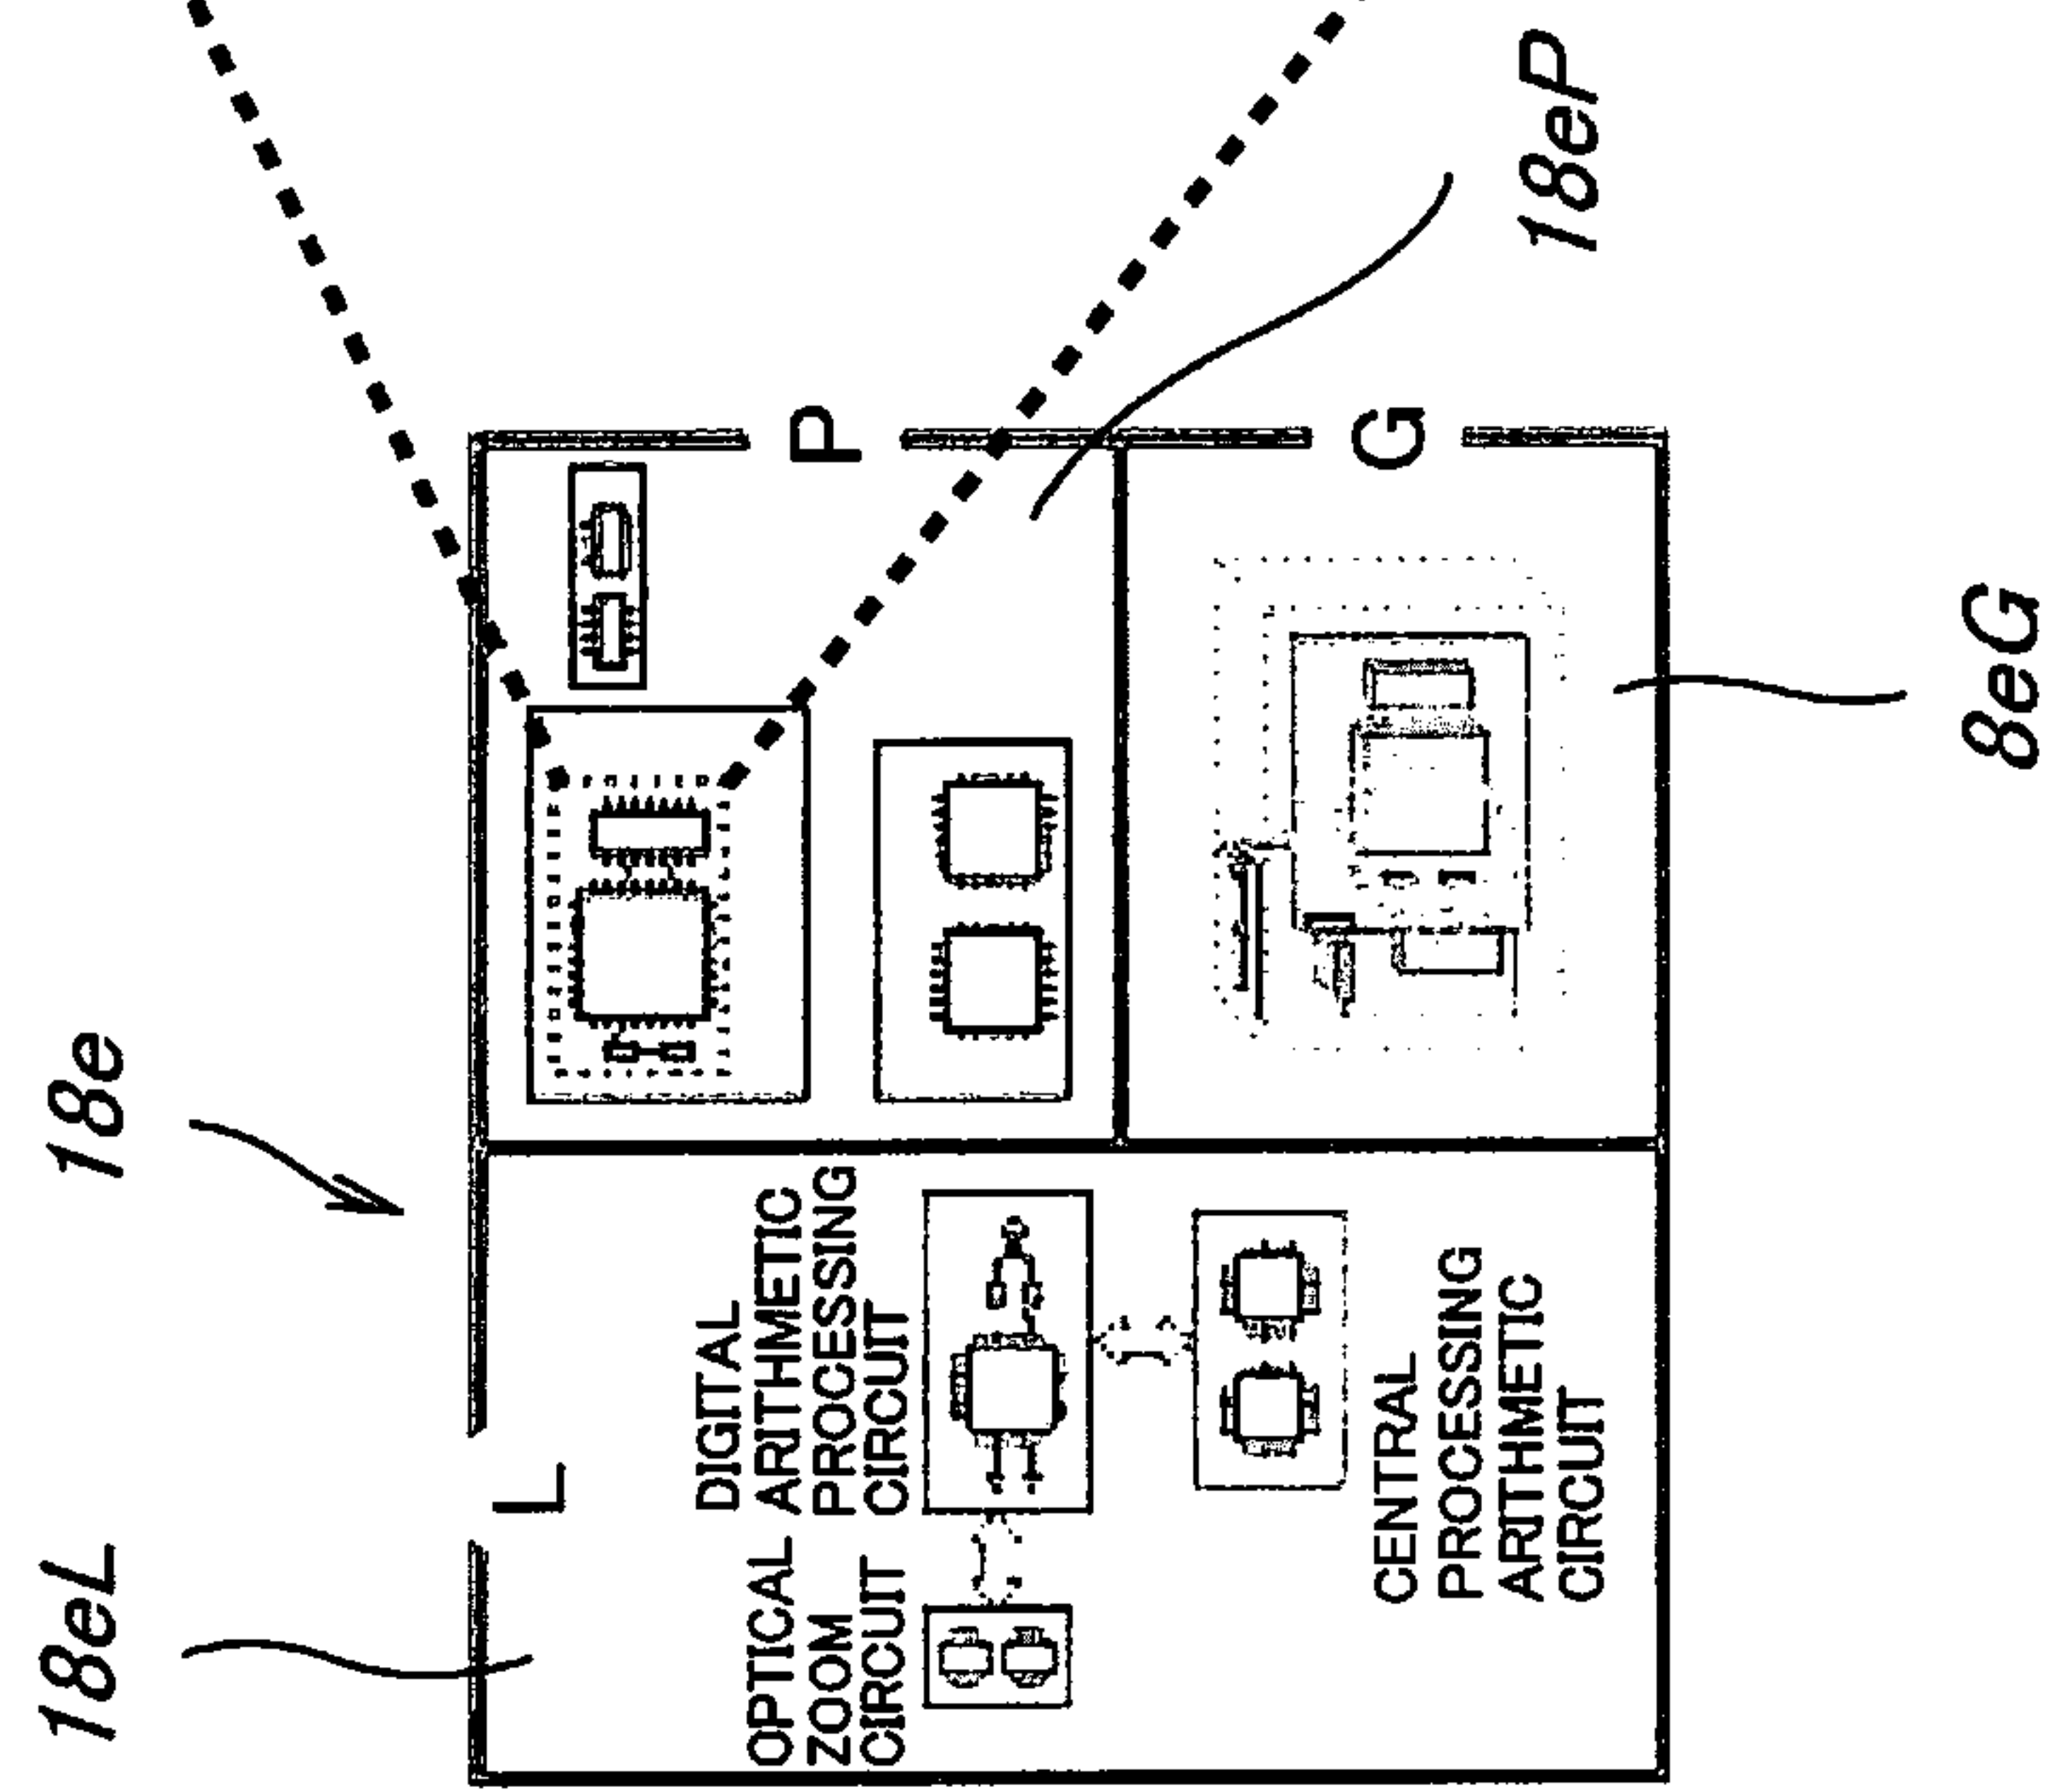 18eL
18e
L
OPTICAL
ZOOM
CIRCUIT
DIGITAL
ARITHMETIC
PROCESSING
CIRCUIT
CENTRAL
PROCESSING
ARITHMETIC
CIRCUIT
P
G
18eP
8eG